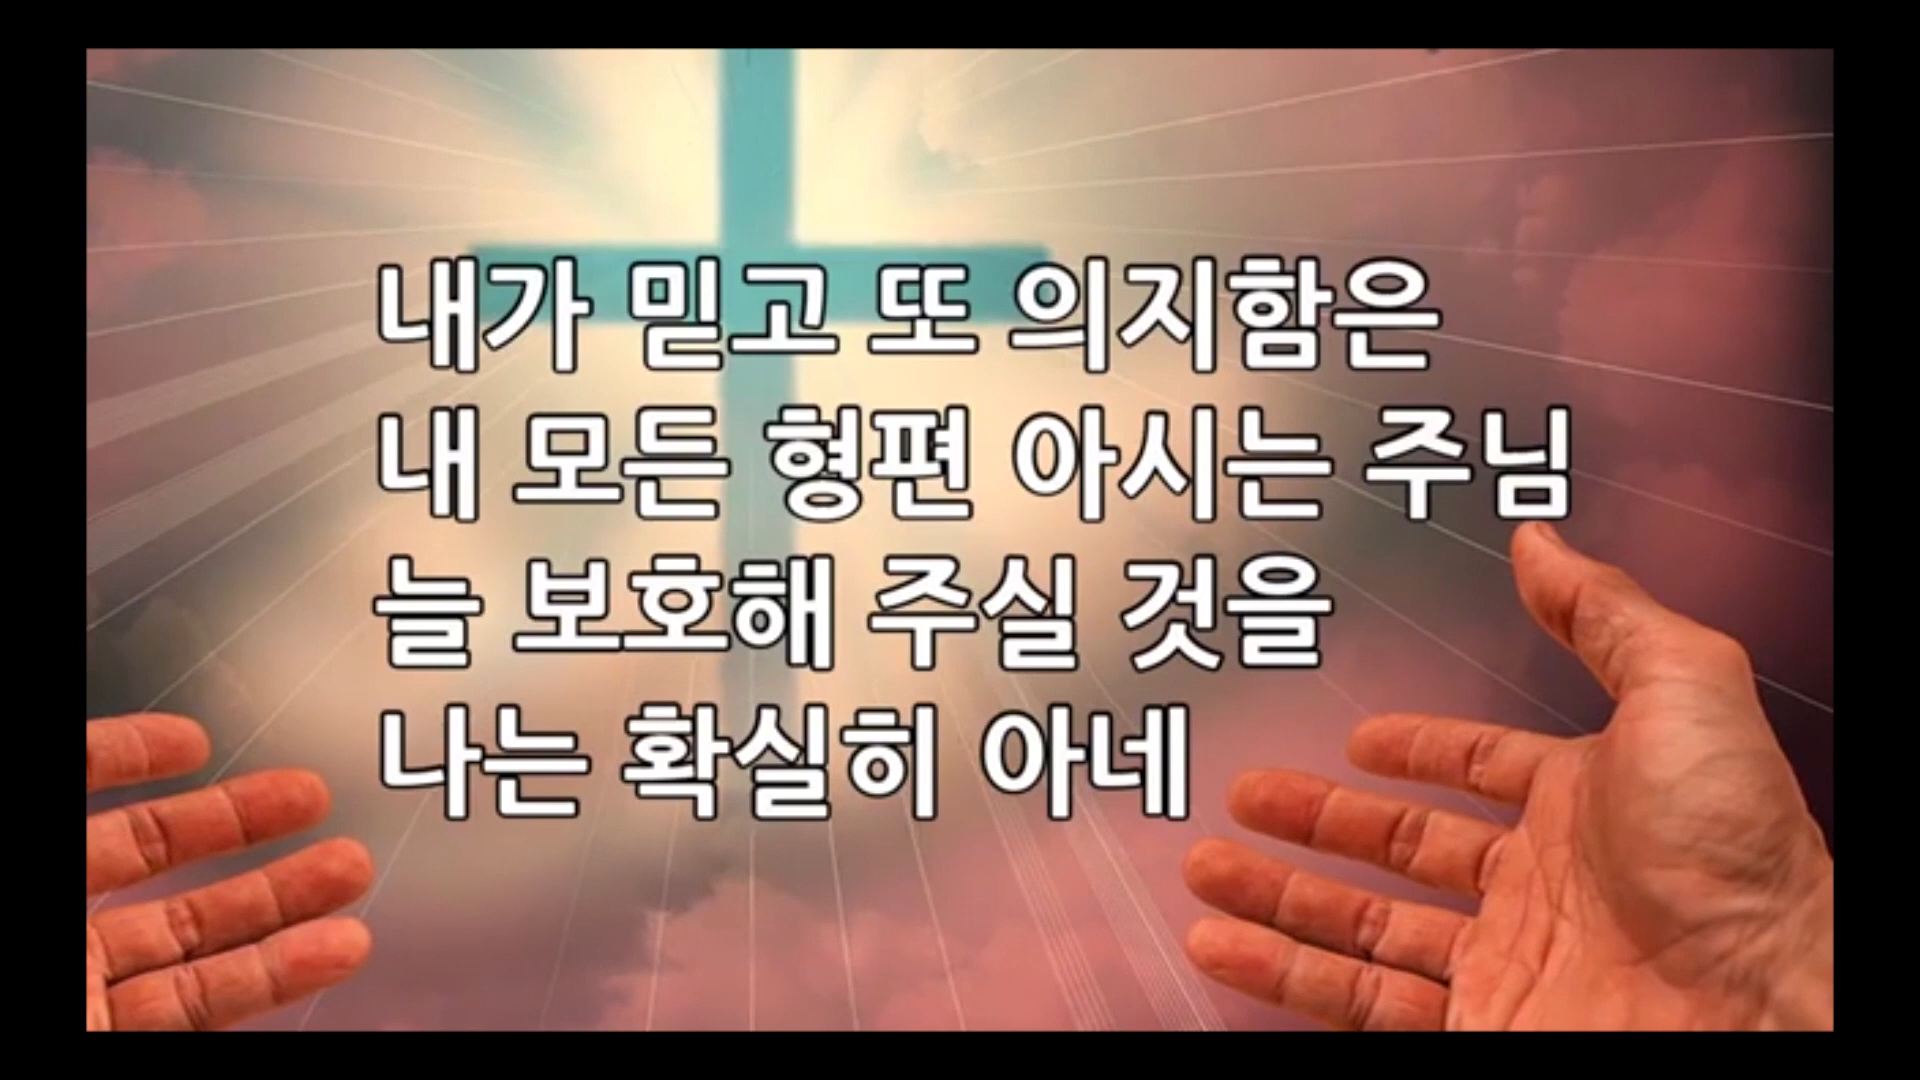 내가 믿고 또 의지함은
내 모든 형편 아시는 주님
늘 보호해 주실 것을
나는 확실히 아네